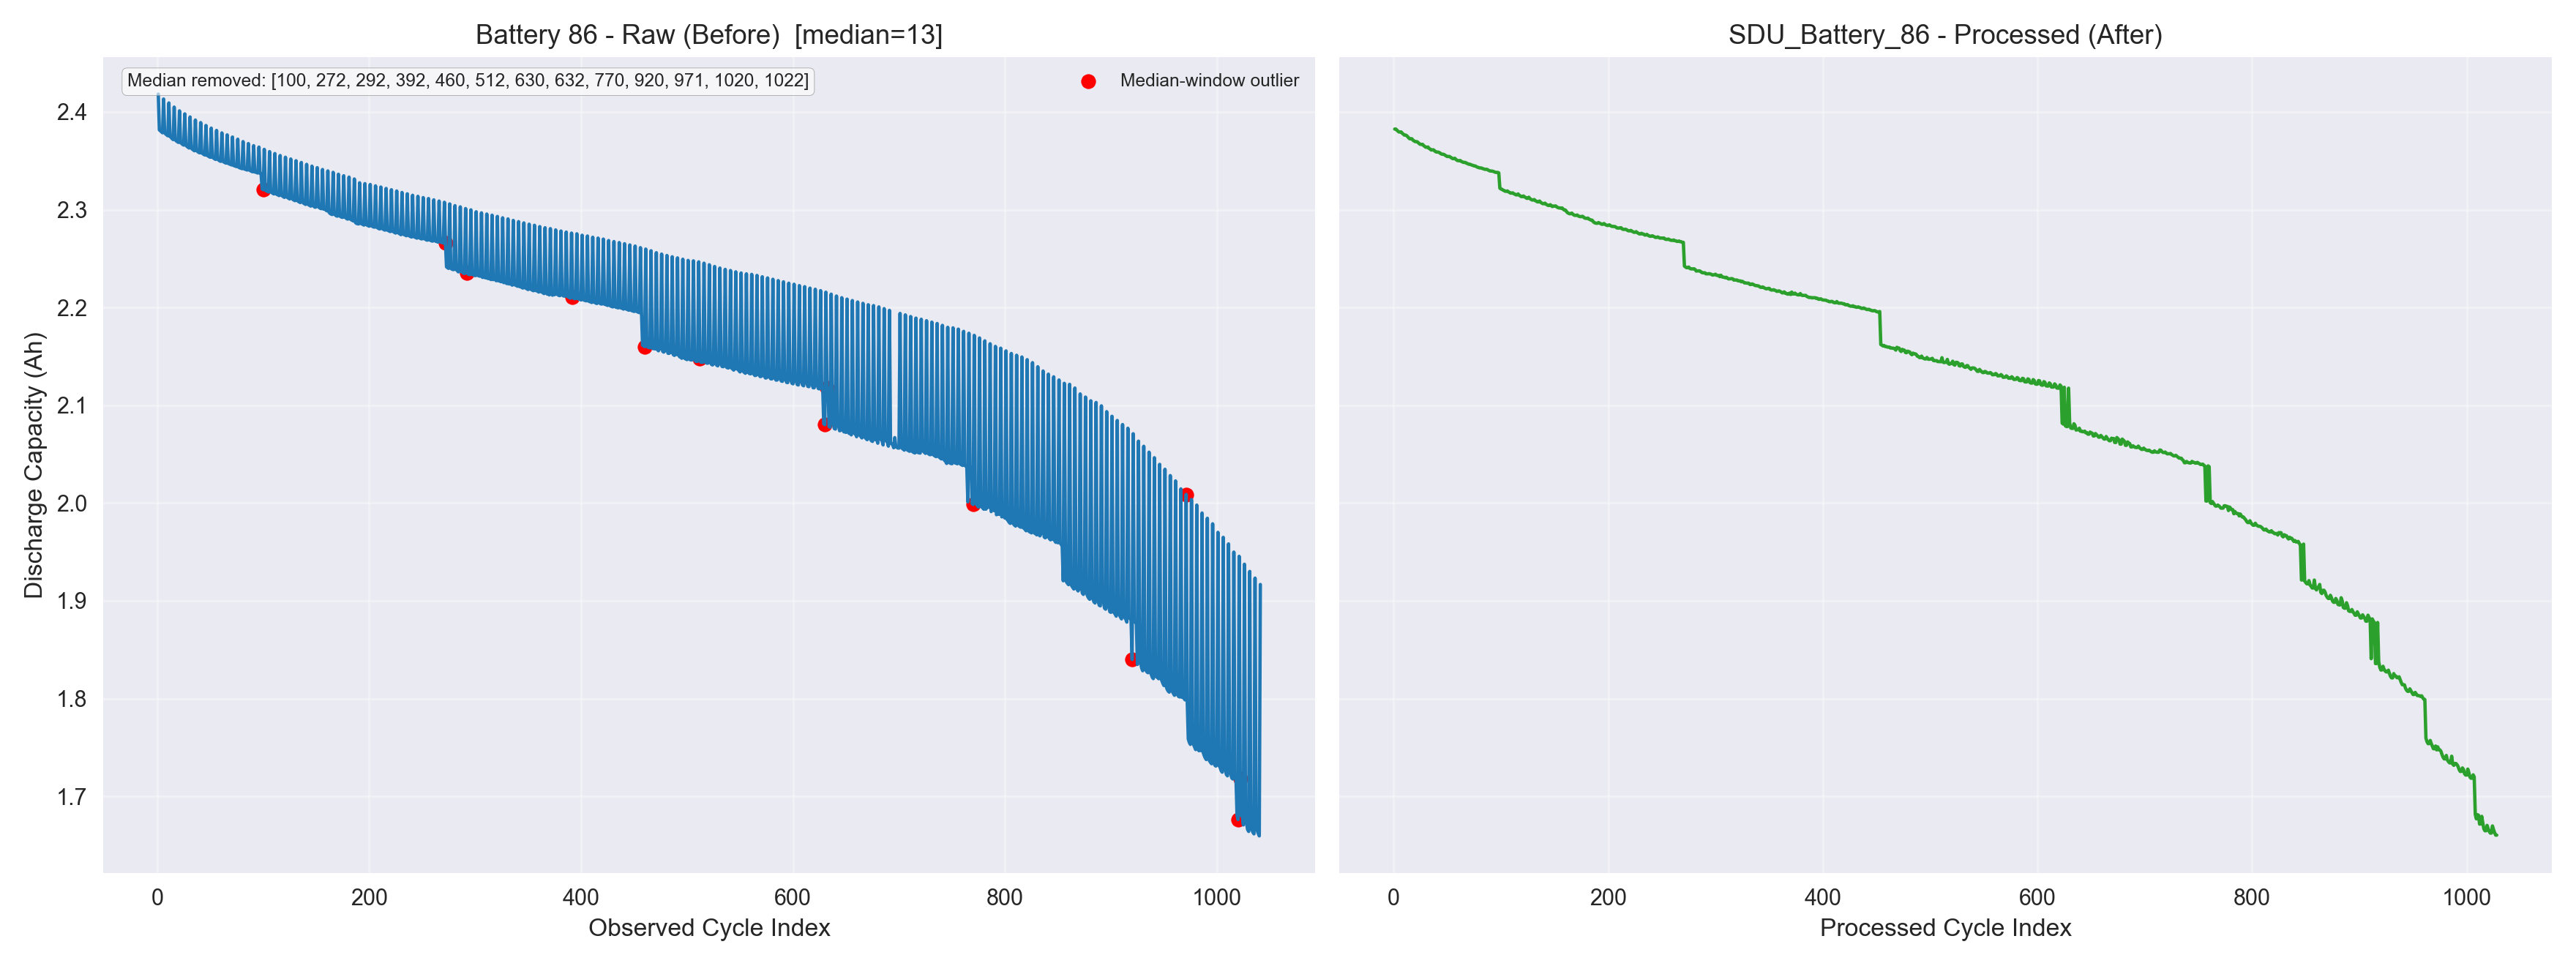 Battery 86 - Raw (Before)  [median=13]
Median removed: [100, 272, 292, 392, 460, 512, 630, 632, 770, 920, 971, 1020, 1022]
Median-window outlier
2.4
2.3
2.2
2.1
2.0
1.9
1.8
1.7
Discharge Capacity (Ah)
0 200 400 600 800 1000
Observed Cycle Index
SDU_Battery_86 - Processed (After)
0 200 400 600 800 1000
Processed Cycle Index